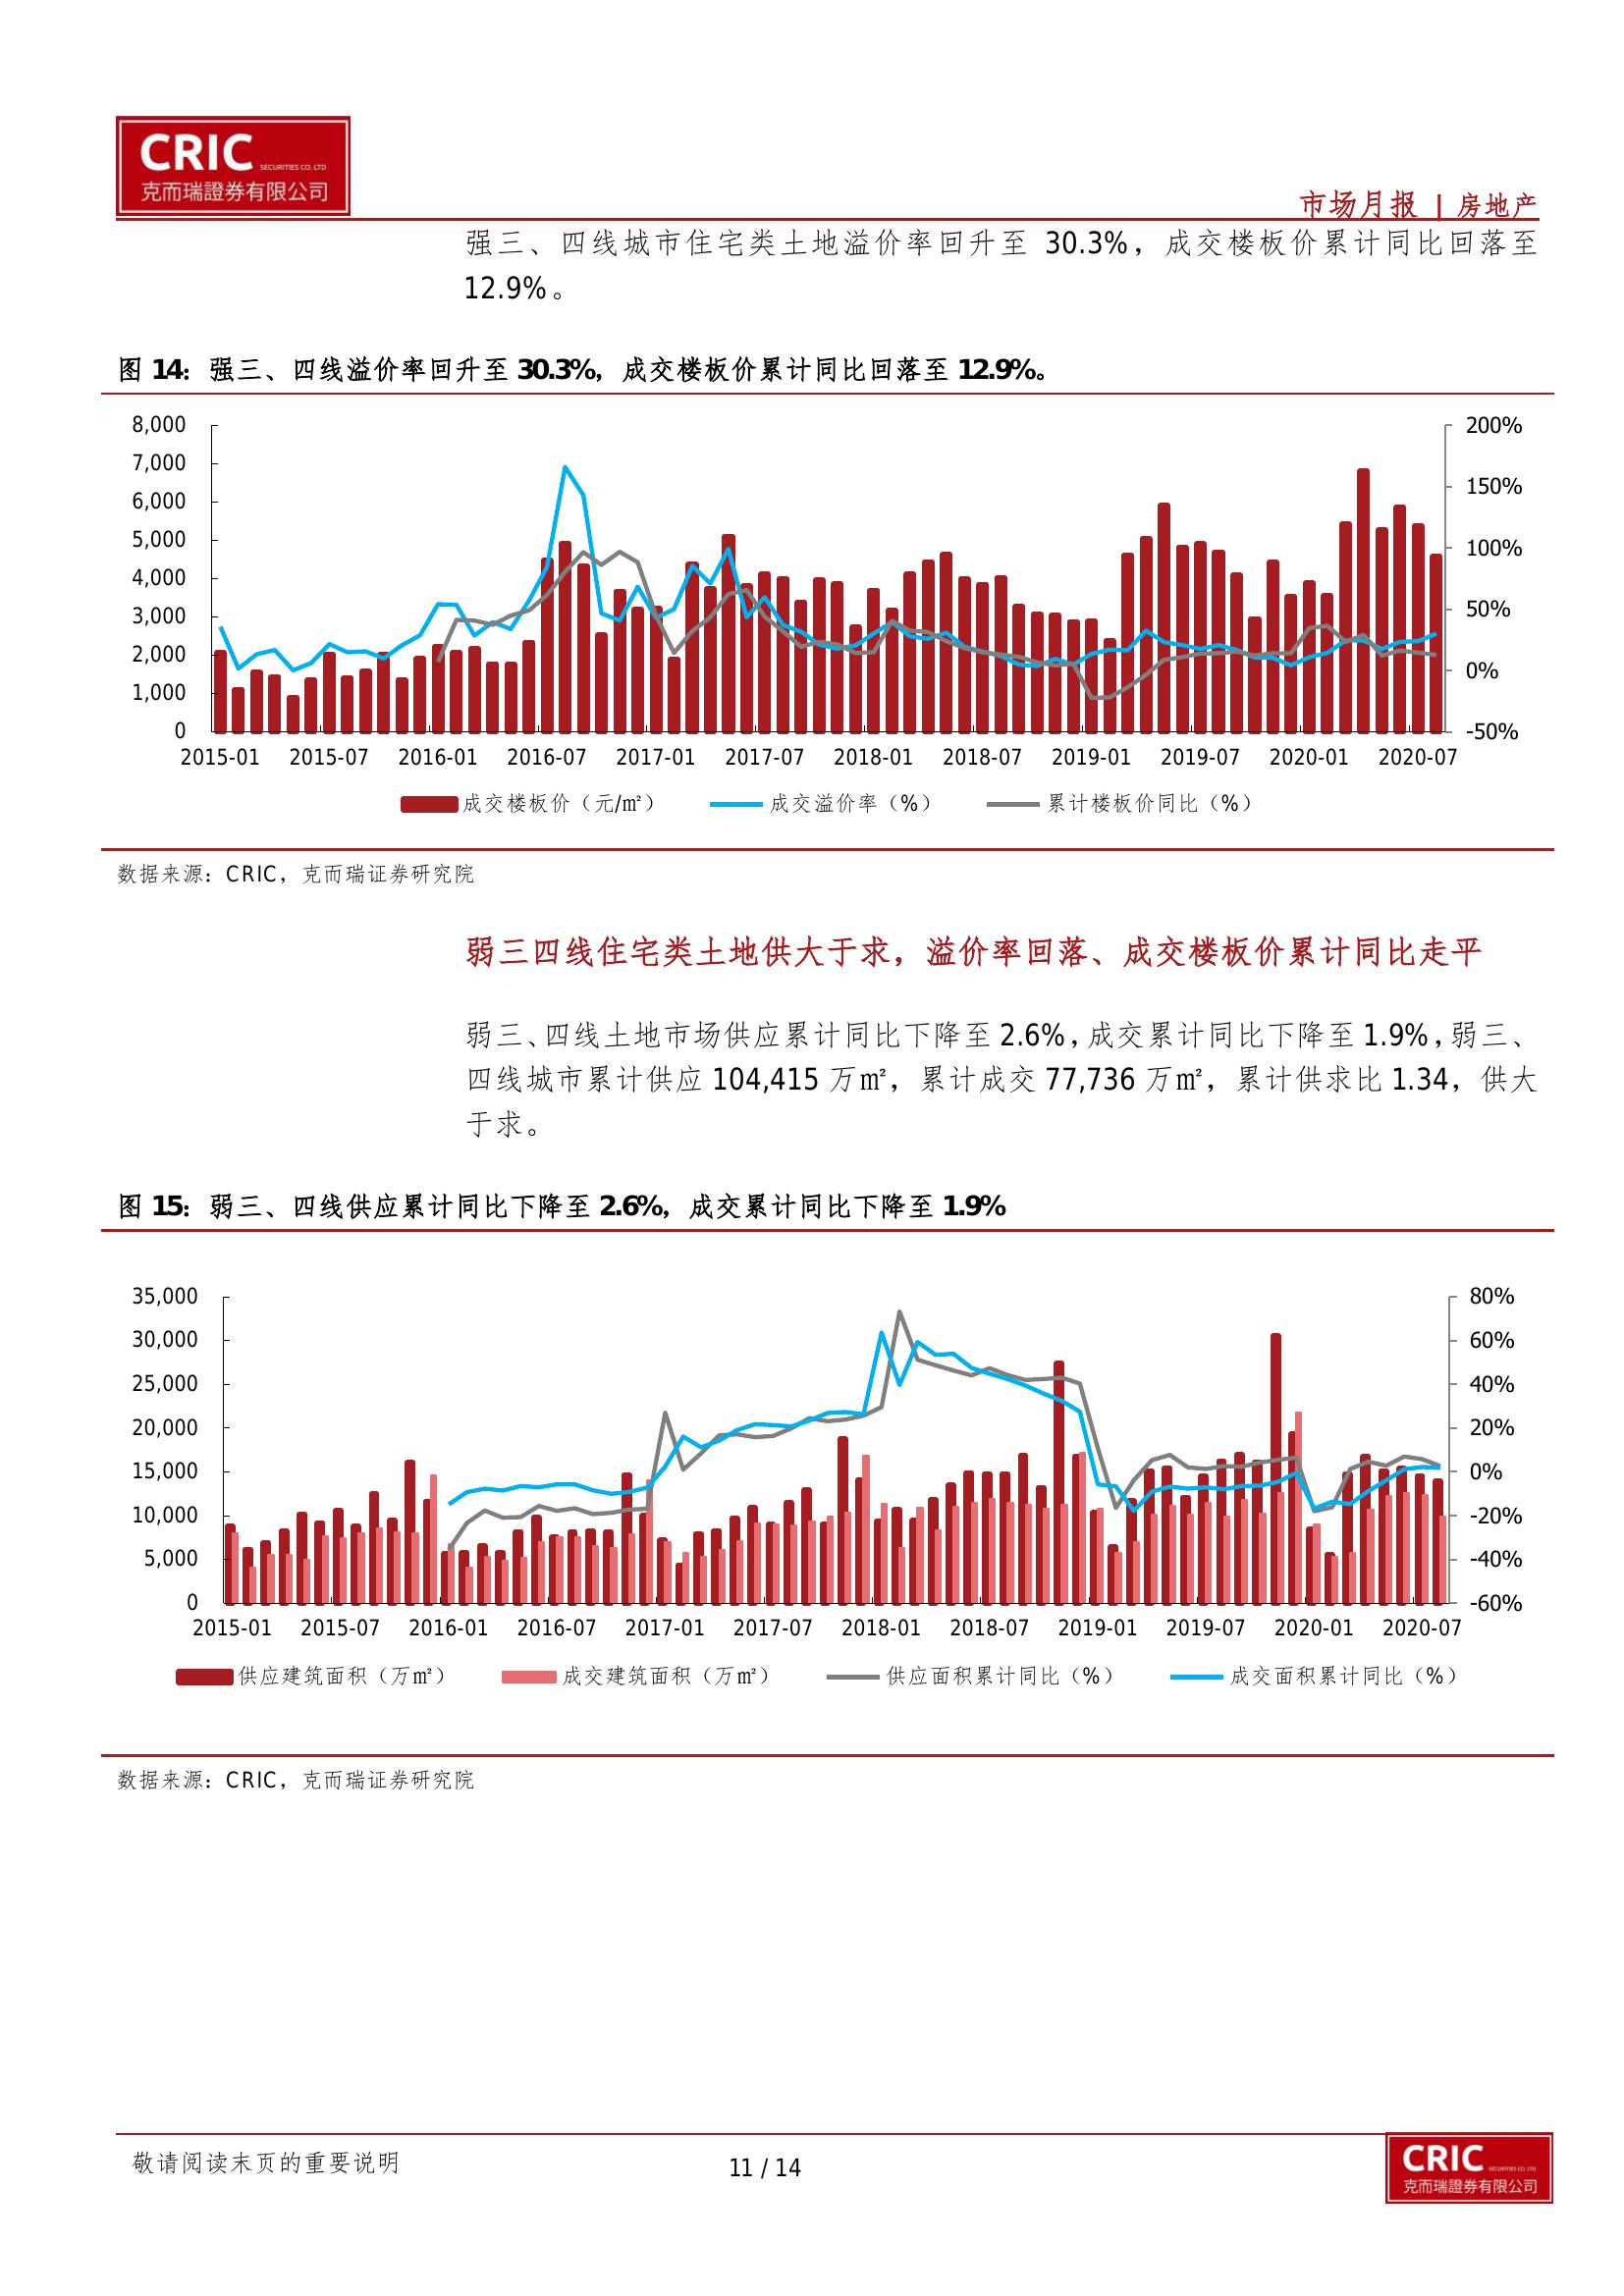 CRIC
SECURITIES CO. LTD
克而瑞證券有限公司
市场月报 | 房地产
强三、四线城市住宅类土地溢价率回升至 30.3%，成交楼板价累计同比回落至
12.9%。
图 14：强三、四线溢价率回升至 30.3%，成交楼板价累计同比回落至 12.9%。
8,000
7,000
6,000
5,000
4,000
3,000
2,000
1,000
0
200%
150%
100%
50%
0%
-50%
2015-01 2015-07 2016-01 2016-07 2017-01 2017-07 2018-01 2018-07 2019-01 2019-07 2020-01 2020-07
成交楼板价（元/㎡） 成交溢价率（%） 累计楼板价同比（%）
数据来源：CRIC，克而瑞证券研究院
弱三四线住宅类土地供大于求，溢价率回落、成交楼板价累计同比走平
弱三、四线土地市场供应累计同比下降至 2.6%，成交累计同比下降至 1.9%，弱三、
四线城市累计供应 104,415 万㎡，累计成交 77,736 万㎡，累计供求比 1.34，供大
于求。
图 15：弱三、四线供应累计同比下降至 2.6%，成交累计同比下降至 1.9%
35,000
30,000
25,000
20,000
15,000
10,000
5,000
0
80%
60%
40%
20%
0%
-20%
-40%
-60%
2015-01 2015-07 2016-01 2016-07 2017-01 2017-07 2018-01 2018-07 2019-01 2019-07 2020-01 2020-07
供应建筑面积（万㎡） 成交建筑面积（万㎡） 供应面积累计同比（%） 成交面积累计同比（%）
数据来源：CRIC，克而瑞证券研究院
敬请阅读末页的重要说明
11 / 14
CRIC
SECURITIES CO. LTD
克而瑞證券有限公司